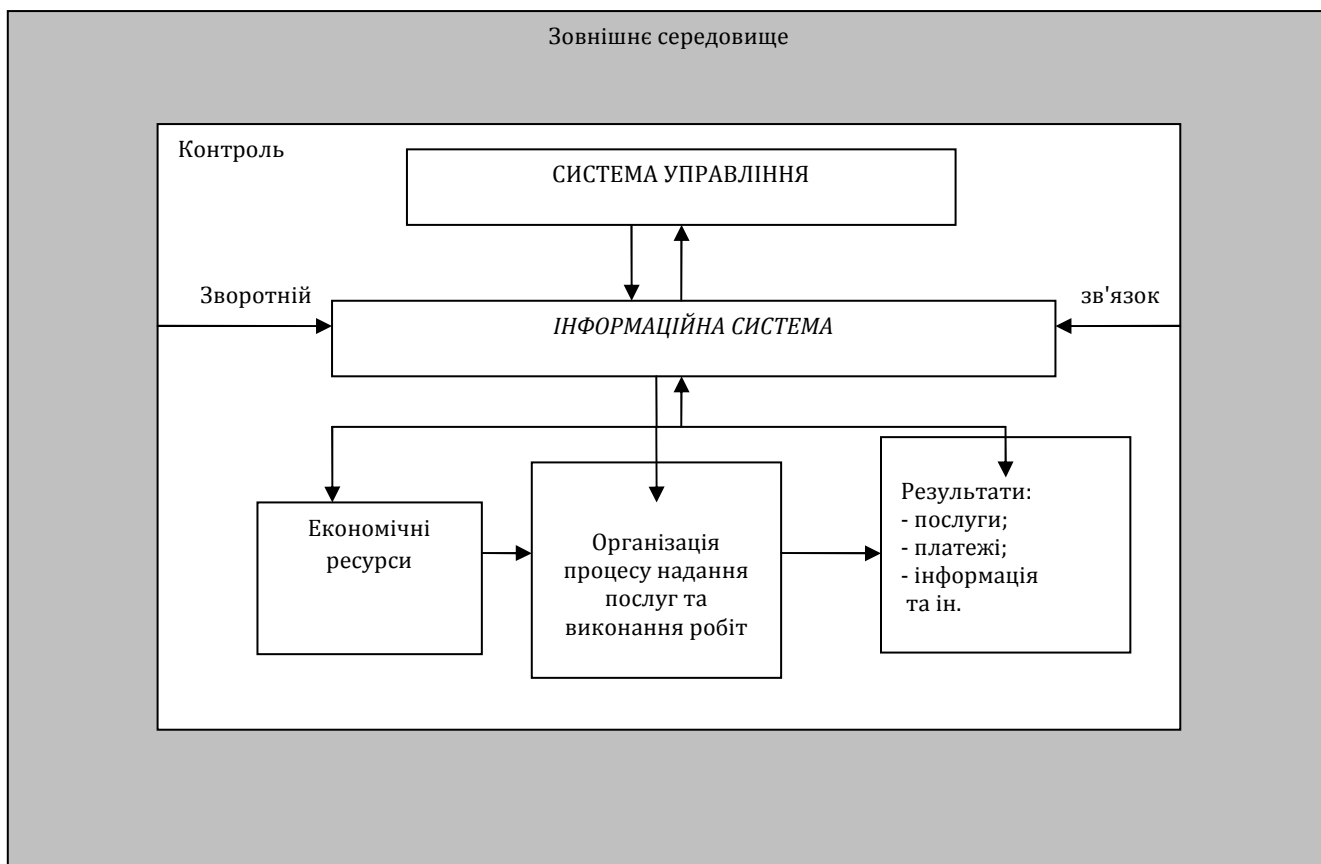 Зовнішнє середовище
Контроль
СИСТЕМА УПРАВЛІННЯ
Зворотній
зв'язок
ІНФОРМАЦІЙНА СИСТЕМА
Економічні
ресурси
Організація
процесу надання
послуг та
виконання робіт
Результати:
- послуги;
- платежі;
- інформація
та ін.